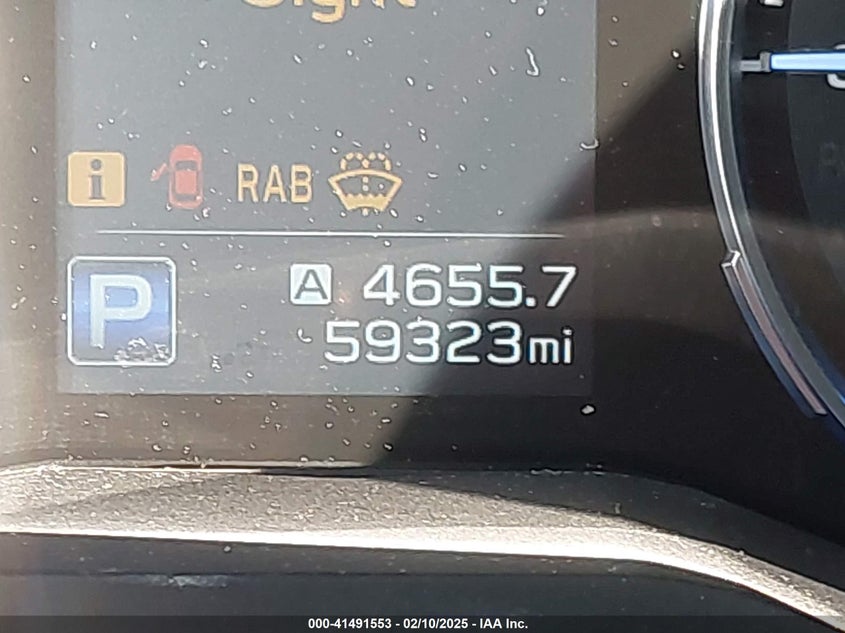 i RAB
P A 4655.7
59323mi
000-41491553 – 02/10/2025 – IAA Inc.